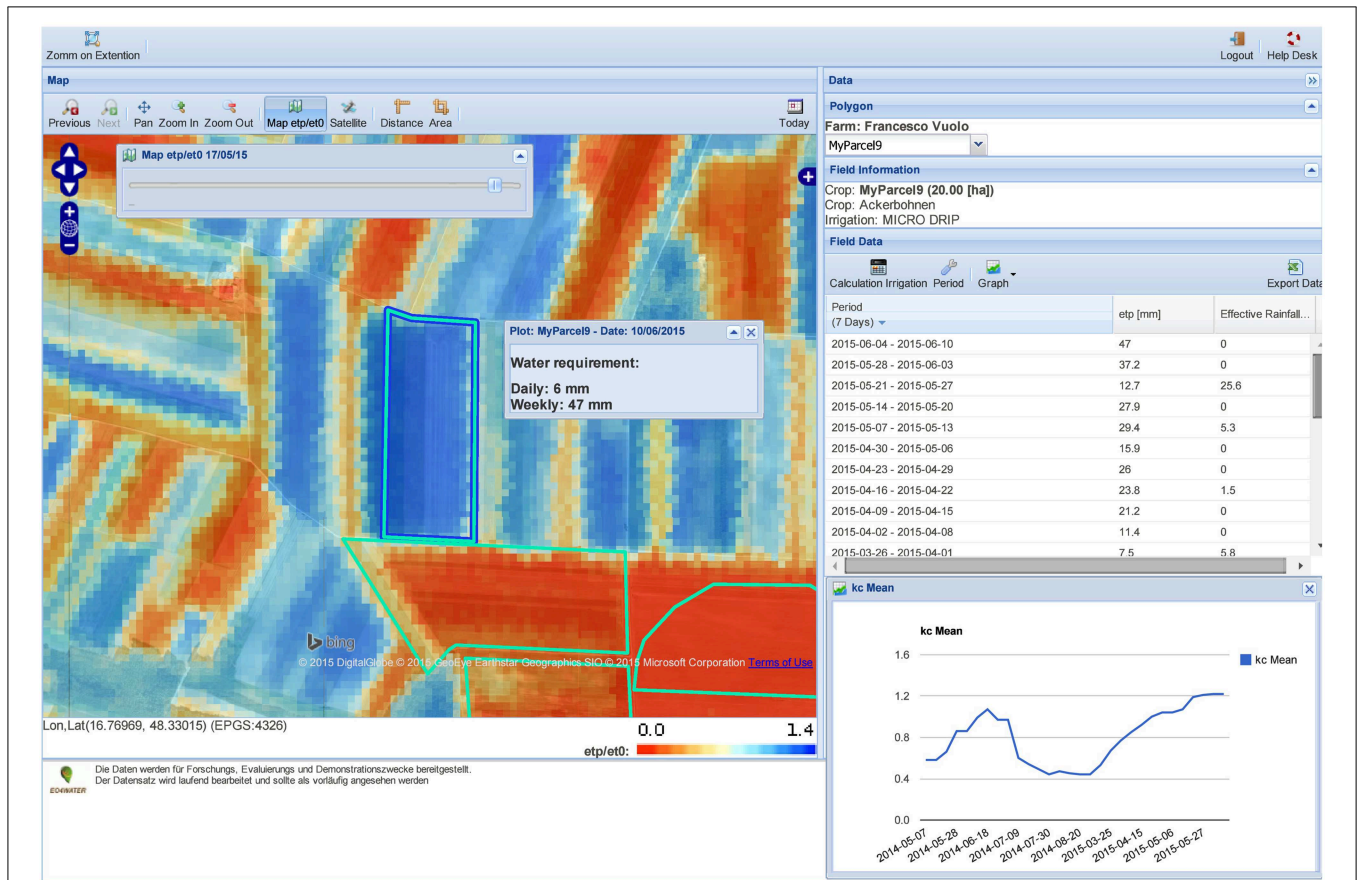 Zomm on Extention
Logout Help Desk
Map
Previous Next Pan Zoom In Zoom Out Map etp/et0 Satellite Distance Area Today
Map etp/et0 17/05/15
Plot: MyParcel9 - Date: 10/06/2015
Water requirement:
Daily: 6 mm
Weekly: 47 mm
bing
© 2015 DigitalGlobe © 2015 GeoEye Earthstar Geographics SIO © 2015 Microsoft Corporation Terms of Use
Lon,Lat(16.76969, 48.33015) (EPGS:4326)
0.0 1.4
etp/et0:
Data
Polygon
Farm: Francesco Vuolo
MyParcel9
Field Information
Crop: MyParcel9 (20.00 [ha])
Crop: Ackerbohnen
Irrigation: MICRO DRIP
Field Data
Calculation Irrigation Period Graph Export Data
Period
(7 Days) etp [mm] Effective Rainfall...
2015-06-04 - 2015-06-10 47 0
2015-05-28 - 2015-06-03 37.2 0
2015-05-21 - 2015-05-27 12.7 25.6
2015-05-14 - 2015-05-20 27.9 0
2015-05-07 - 2015-05-13 29.4 5.3
2015-04-30 - 2015-05-06 15.9 0
2015-04-23 - 2015-04-29 26 0
2015-04-16 - 2015-04-22 23.8 1.5
2015-04-09 - 2015-04-15 21.2 0
2015-04-02 - 2015-04-08 11.4 0
2015-03-26 - 2015-04-01 7.5 5.8
kc Mean
kc Mean
1.6
1.2
0.8
0.4
0.0
kc Mean
2014-05-07
2014-05-28
2014-06-18
2014-07-09
2014-07-30
2014-08-20
2015-03-25
2015-04-15
2015-05-06
2015-05-27
EO4WATER
Die Daten werden für Forschungs, Evaluierungs und Demonstrationszwecke bereitgestellt.
Der Datensatz wird laufend bearbeitet und sollte als vorläufig angesehen werden